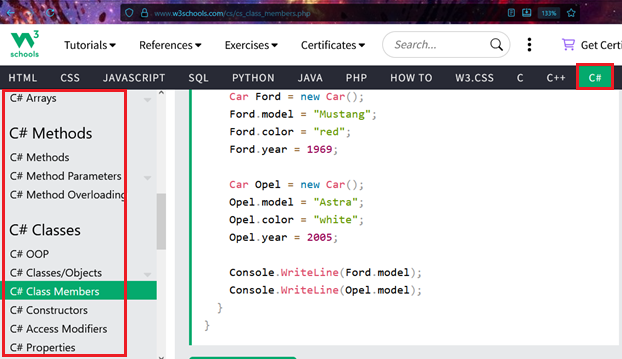 www.w3schools.com/cs/cs_class_members.php
133%
W3
schools
Tutorials
References
Exercises
Certificates
Search...
Get Certi
HTML
CSS
JAVASCRIPT
SQL
PYTHON
JAVA
PHP
HOW TO
W3.CSS
C
C++
C#
C# Arrays
C# Methods
C# Methods
C# Method Parameters
C# Method Overloading
C# Classes
C# OOP
C# Classes/Objects
C# Class Members
C# Constructors
C# Access Modifiers
C# Properties
Car Ford = new Car();
Ford.model = "Mustang";
Ford.color = "red";
Ford.year = 1969;
Car Opel = new Car();
Opel.model = "Astra";
Opel.color = "white";
Opel.year = 2005;
Console.WriteLine(Ford.model);
Console.WriteLine(Opel.model);
}
}